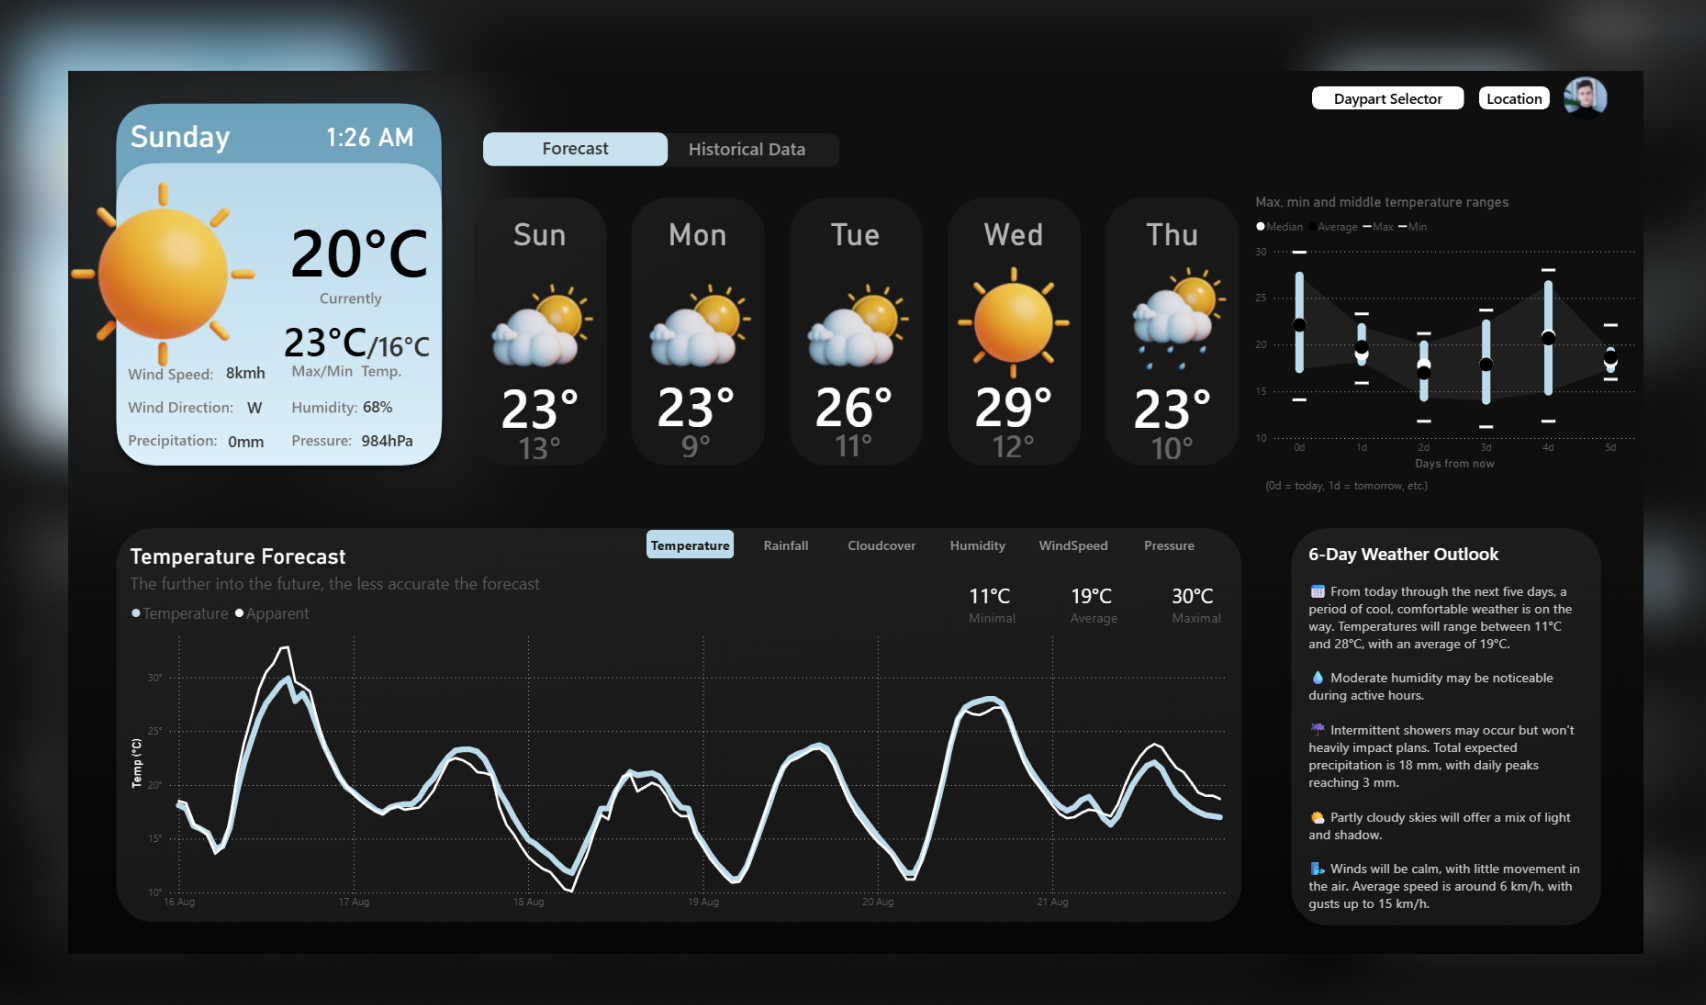 Daypart Selector
Location
Sunday
1:26 AM
20°C
Currently
23°C/16°C
Max/Min Temp.
Wind Speed: 8kmh
Wind Direction: W
Humidity: 68%
Precipitation: 0mm
Pressure: 984hPa
Forecast
Historical Data
Sun
23°
13°
Mon
23°
9°
Tue
26°
11°
Wed
29°
12°
Thu
23°
10°
Max, min and middle temperature ranges
Median Average Max Min
30
25
20
15
10
0d 1d 2d 3d 4d 5d
Days from now
(0d = today, 1d = tomorrow, etc.)
Temperature Forecast
The further into the future, the less accurate the forecast
Temperature Apparent
Temperature
Rainfall
Cloudcover
Humidity
WindSpeed
Pressure
11°C
Minimal
19°C
Average
30°C
Maximal
Temp (°C)
30°
25°
20°
15°
10°
16 Aug 17 Aug 18 Aug 19 Aug 20 Aug 21 Aug
6-Day Weather Outlook
From today through the next five days, a
period of cool, comfortable weather is on the
way. Temperatures will range between 11°C
and 28°C, with an average of 19°C.
Moderate humidity may be noticeable
during active hours.
Intermittent showers may occur but won't
heavily impact plans. Total expected
precipitation is 18 mm, with daily peaks
reaching 3 mm.
Partly cloudy skies will offer a mix of light
and shadow.
Winds will be calm, with little movement in
the air. Average speed is around 6 km/h, with
gusts up to 15 km/h.